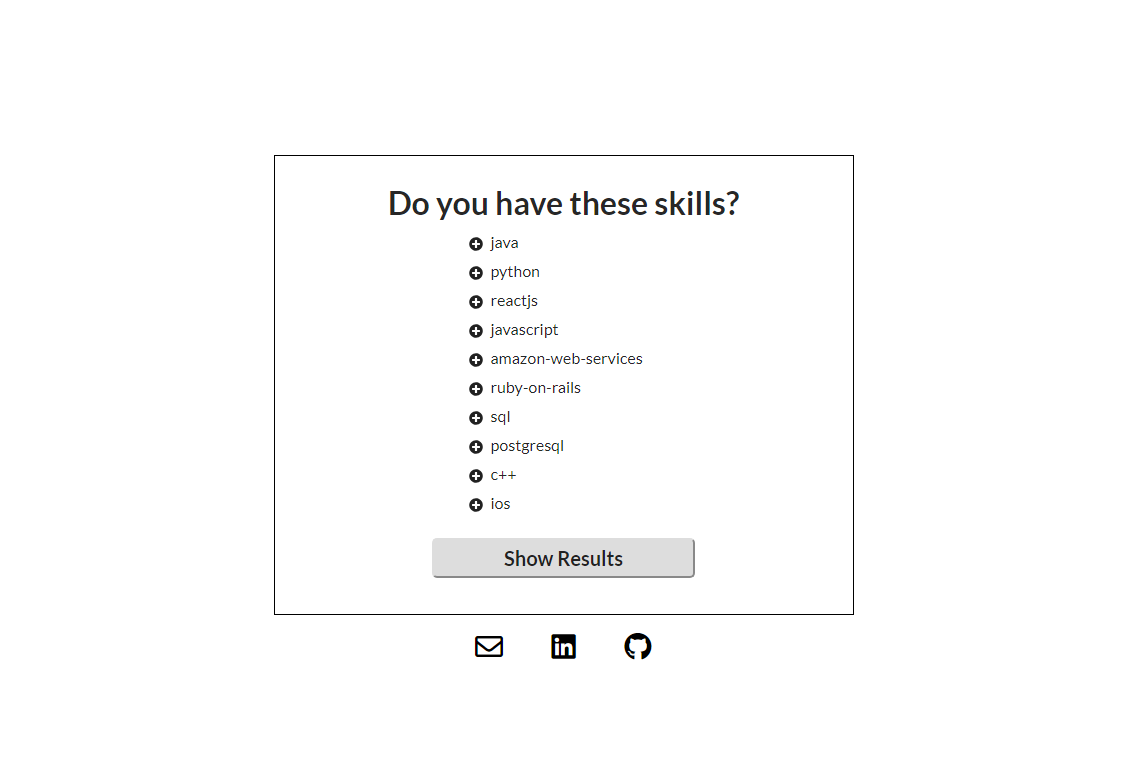 Do you have these skills?
java
python
reactjs
javascript
amazon-web-services
ruby-on-rails
sql
postgresql
c++
ios
Show Results
in